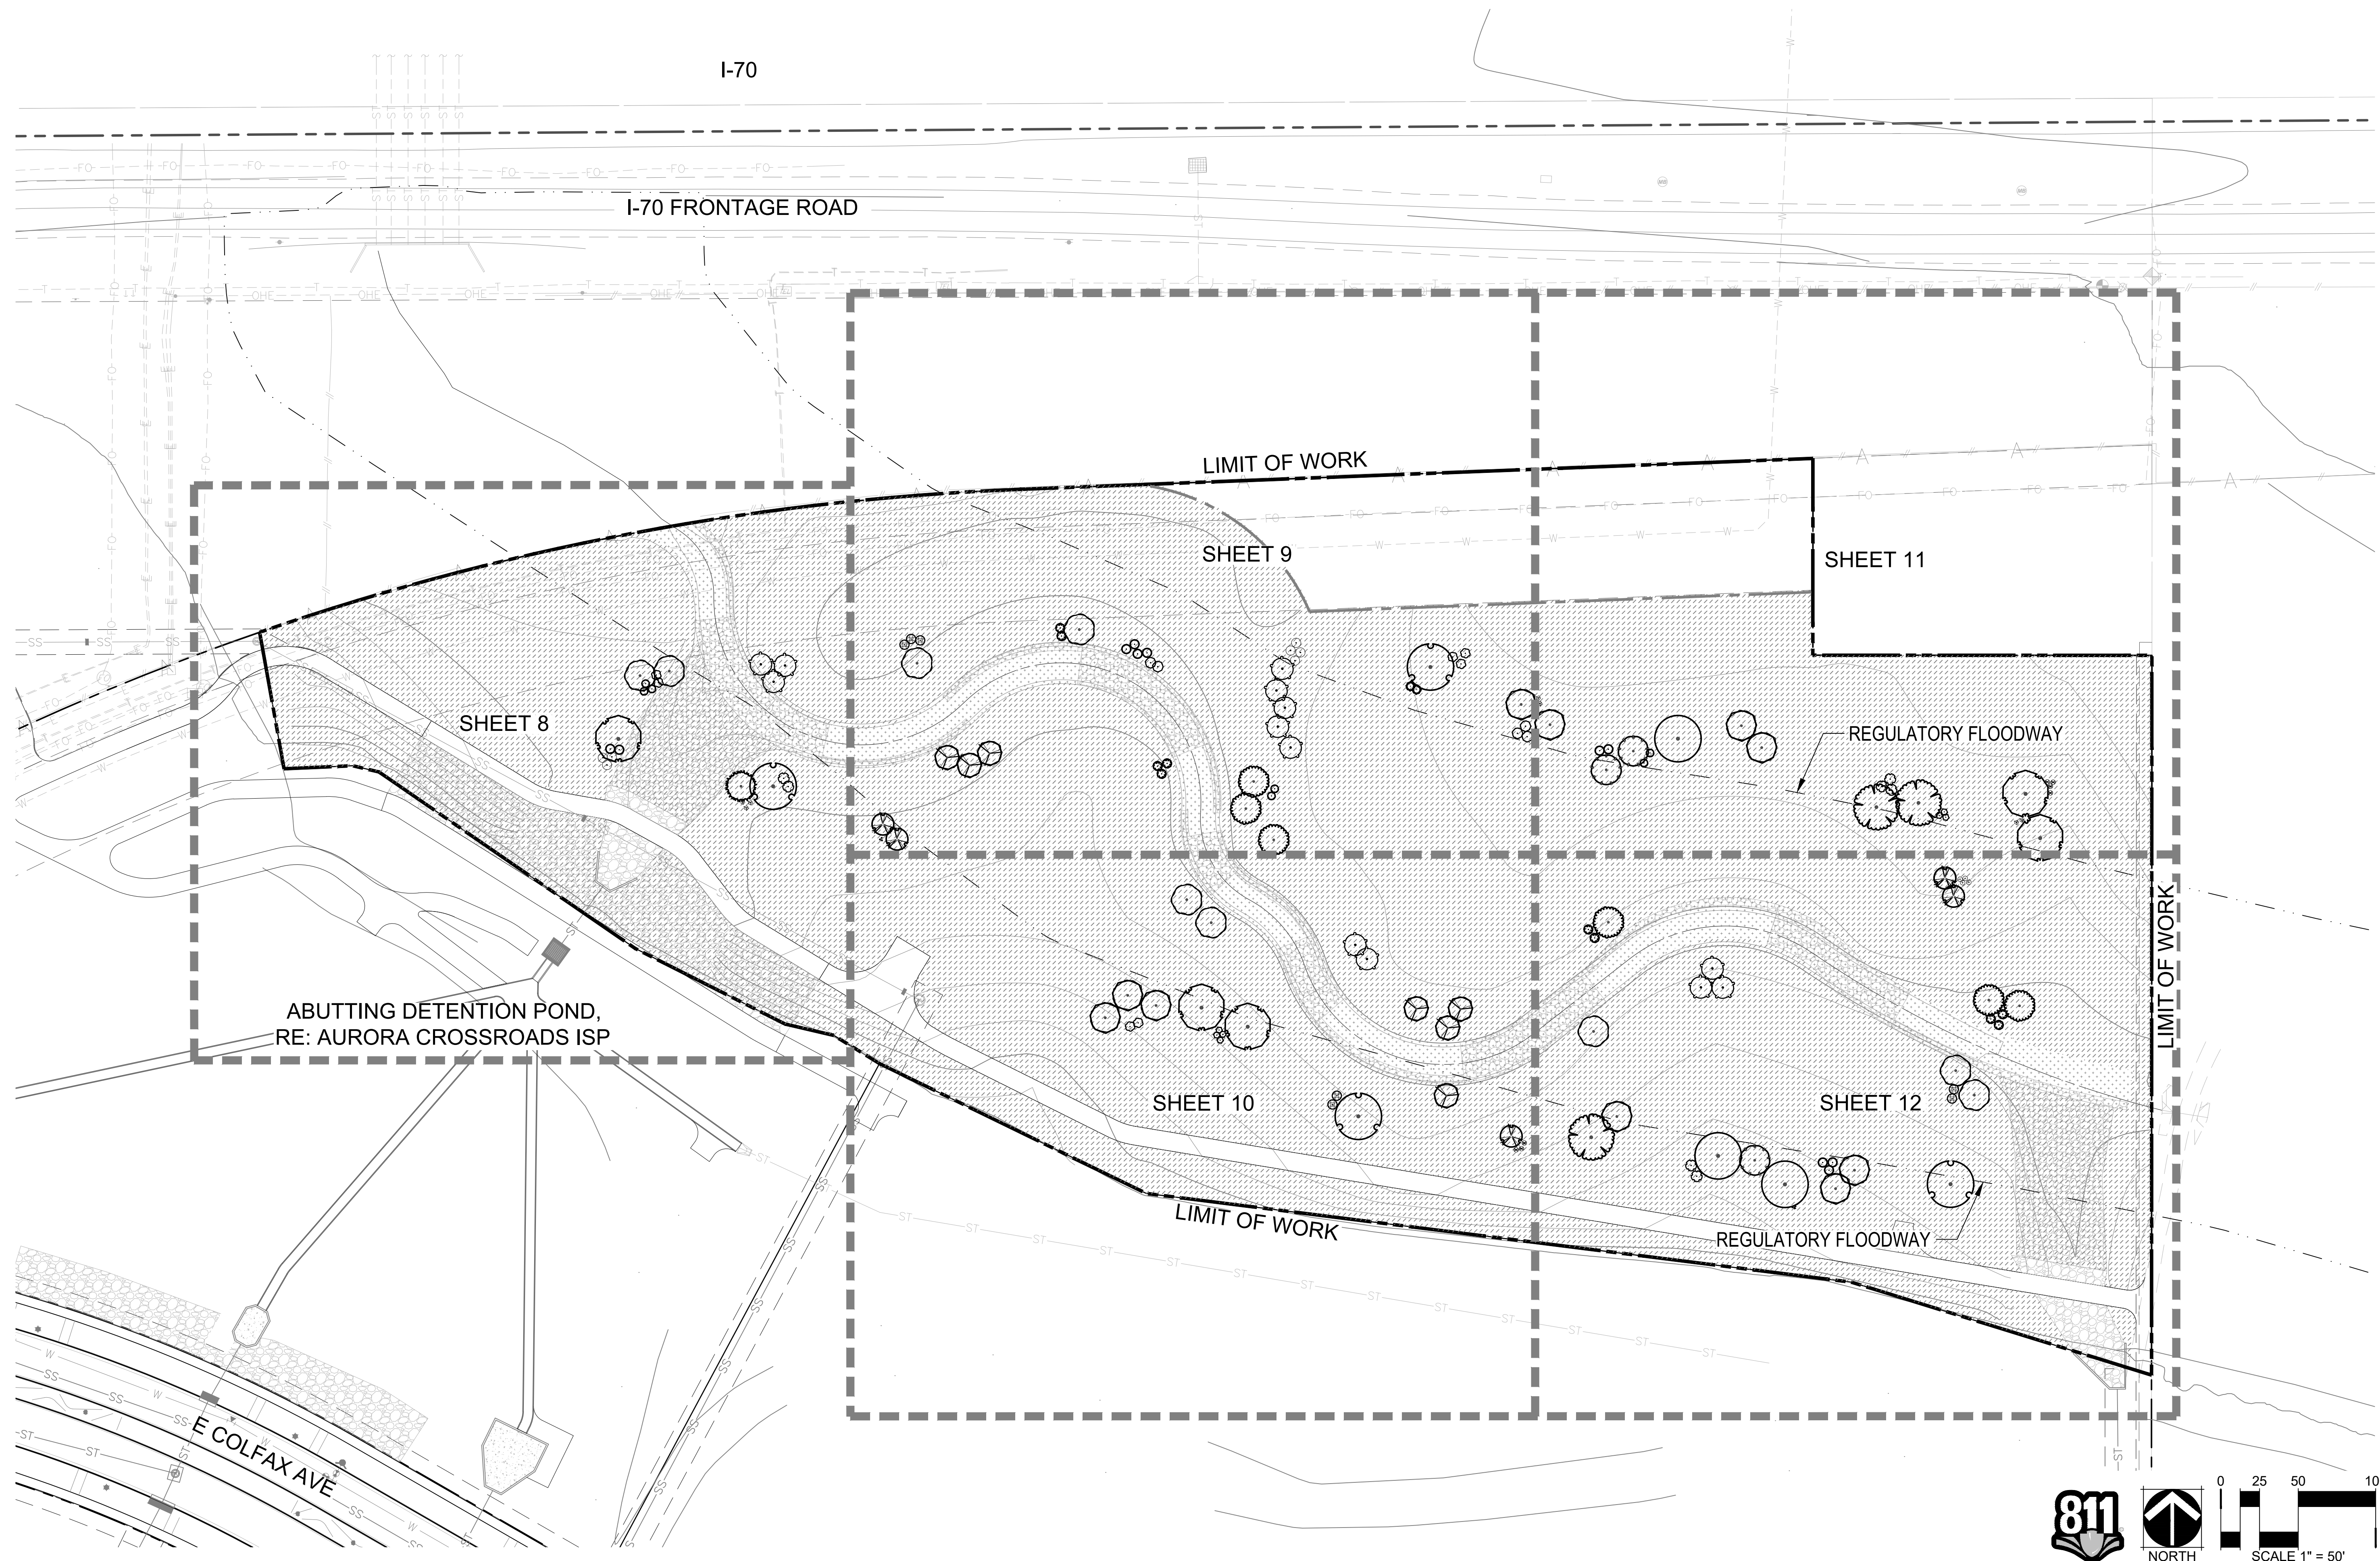 I-70
I-70 FRONTAGE ROAD
LIMIT OF WORK
SHEET 9
SHEET 11
SHEET 8
REGULATORY FLOODWAY
LIMIT OF WORK
ABUTTING DETENTION POND,
RE: AURORA CROSSROADS ISP
SHEET 10
SHEET 12
LIMIT OF WORK
REGULATORY FLOODWAY
E COLFAX AVE
811
NORTH
0 25 50 10
SCALE 1" = 50'